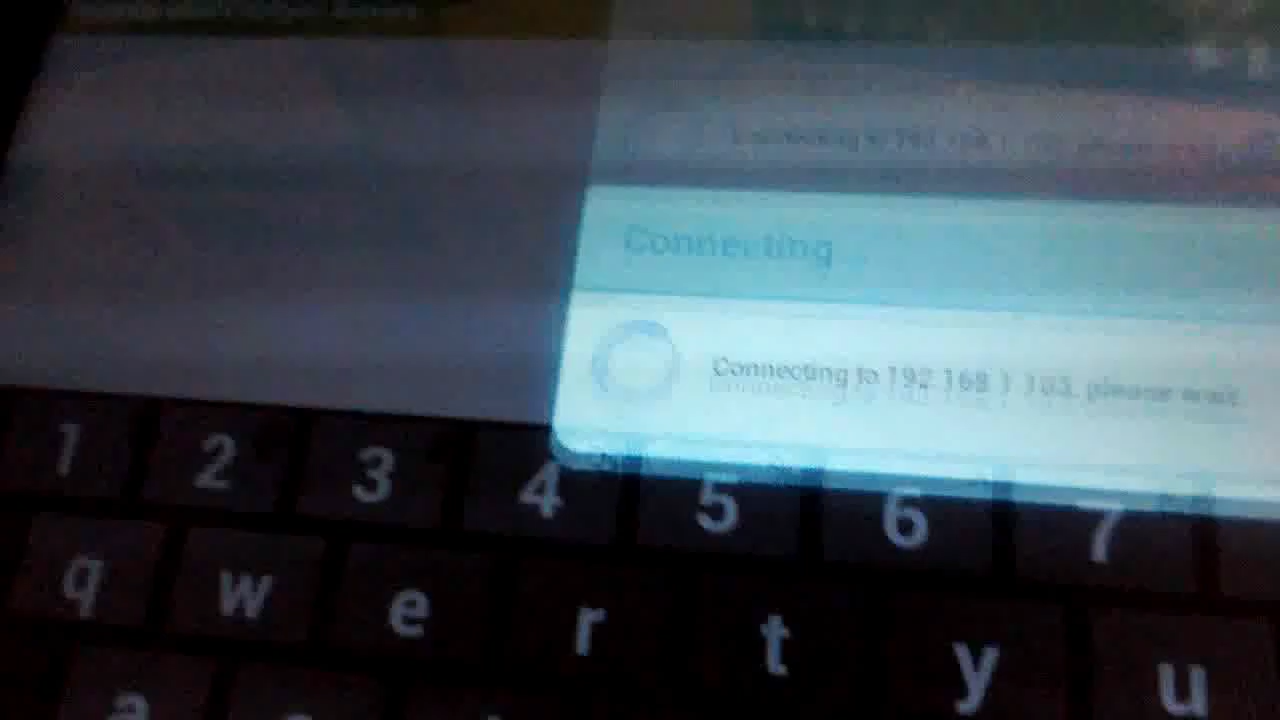 Connecting
Connecting to 192.168.1.103, please wait.
1 2 3 4 5 6 7
q w e r t y u
a